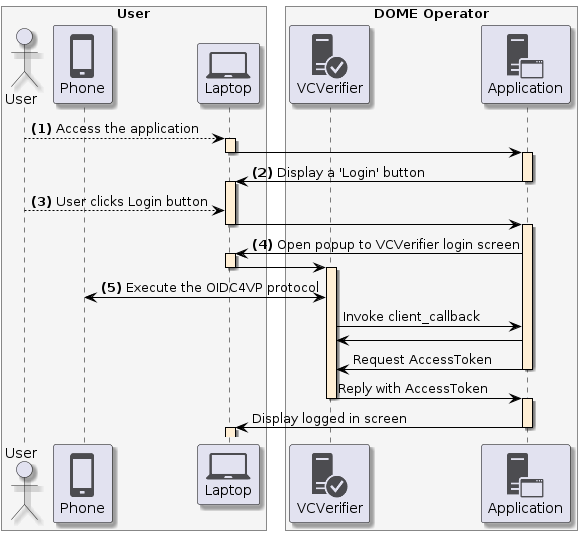 User
DOME Operator
User
Phone
Laptop
VCVerifier
Application
(1) Access the application
(2) Display a 'Login' button
(3) User clicks Login button
(4) Open popup to VCVerifier login screen
(5) Execute the OIDC4VP protocol
Invoke client_callback
Request AccessToken
Reply with AccessToken
Display logged in screen
User
Phone
Laptop
VCVerifier
Application